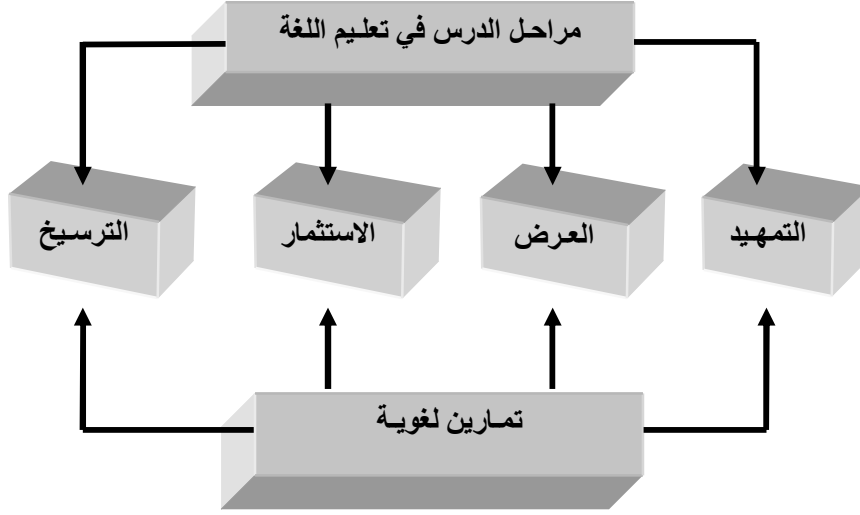 مراحل الدرس في تعليم اللغة
التمهيد
العرض
الاستثمار
الترسيخ
تمارين لغوية